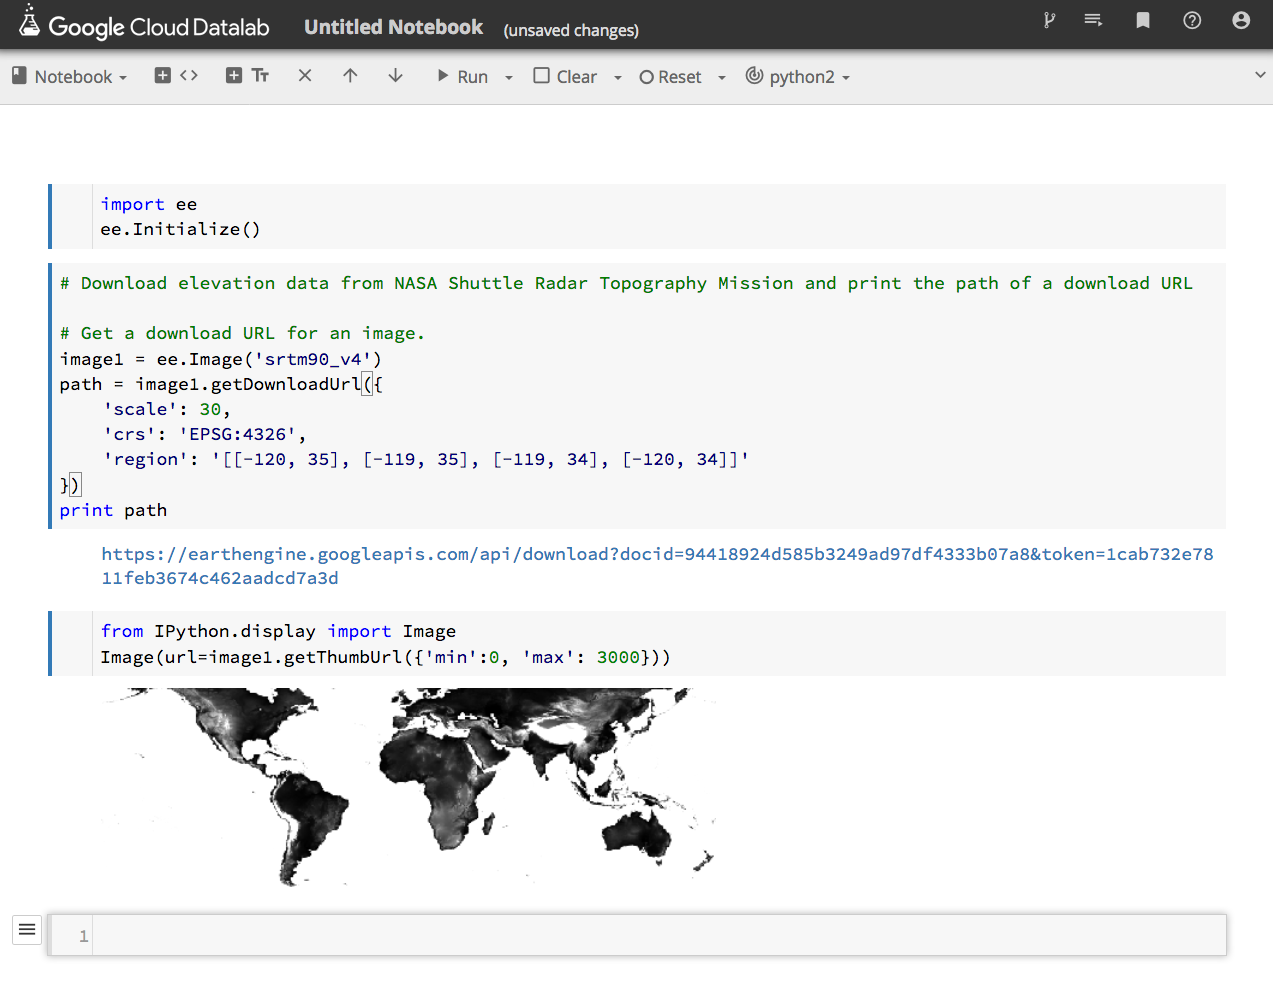 Google Cloud Datalab Untitled Notebook (unsaved changes)
Notebook Tr Run Clear Reset python2
import ee
ee.Initialize()
# Download elevation data from NASA Shuttle Radar Topography Mission and print the path of a download URL
# Get a download URL for an image.
image1 = ee.Image('srtm90_v4')
path = image1.getDownloadUrl({
    'scale': 30,
    'crs': 'EPSG:4326',
    'region': '[[-120, 35], [-119, 35], [-119, 34], [-120, 34]]'
})
print path
https://earthengine.googleapis.com/api/download?docid=94418924d585b3249ad97df4333b07a8&token=1cab732e78
11feb3674c462aadcd7a3d
from IPython.display import Image
Image(url=image1.getThumbUrl({'min':0, 'max': 3000}))
1